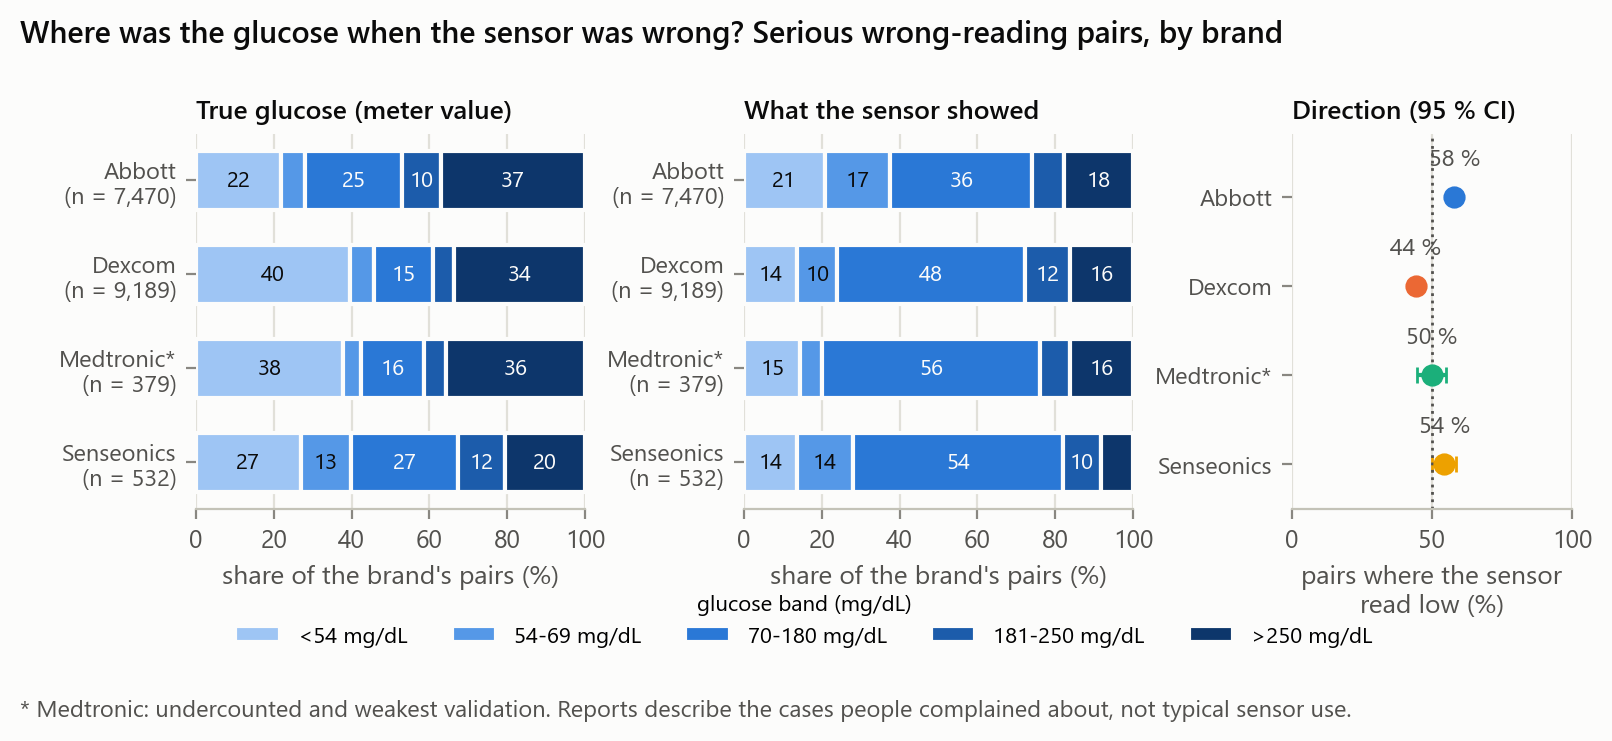 Where was the glucose when the sensor was wrong? Serious wrong-reading pairs, by brand
True glucose (meter value)
Abbott
(n = 7,470)
22 25 10 37
Dexcom
(n = 9,189)
40 15 34
Medtronic*
(n = 379)
38 16 36
Senseonics
(n = 532)
27 13 27 12 20
0 20 40 60 80 100
share of the brand's pairs (%)
What the sensor showed
Abbott
(n = 7,470)
21 17 36 18
Dexcom
(n = 9,189)
14 10 48 12 16
Medtronic*
(n = 379)
15 56 16
Senseonics
(n = 532)
14 14 54 10
0 20 40 60 80 100
share of the brand's pairs (%)
Direction (95 % CI)
58 %
Abbott
44 %
Dexcom
50 %
Medtronic*
54 %
Senseonics
0 50 100
pairs where the sensor
read low (%)
glucose band (mg/dL)
<54 mg/dL 54-69 mg/dL 70-180 mg/dL 181-250 mg/dL >250 mg/dL
* Medtronic: undercounted and weakest validation. Reports describe the cases people complained about, not typical sensor use.